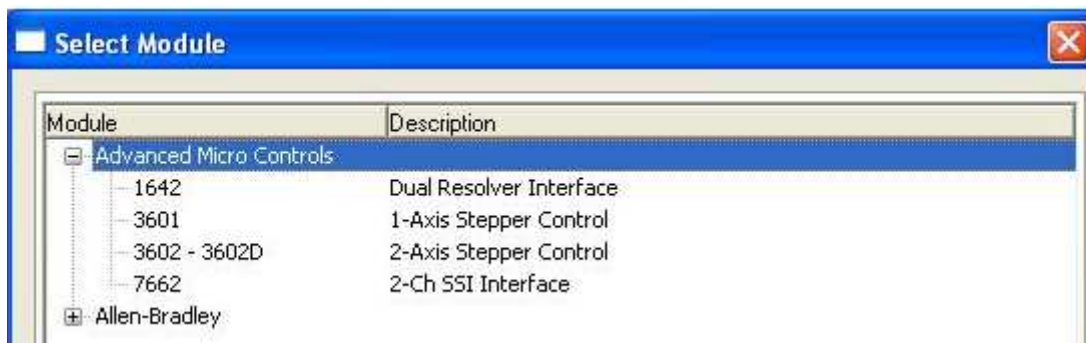 Select Module
Module Description
Advanced Micro Controls
1642 Dual Resolver Interface
3601 1-Axis Stepper Control
3602 - 3602D 2-Axis Stepper Control
7662 2-Ch SSI Interface
Allen-Bradley